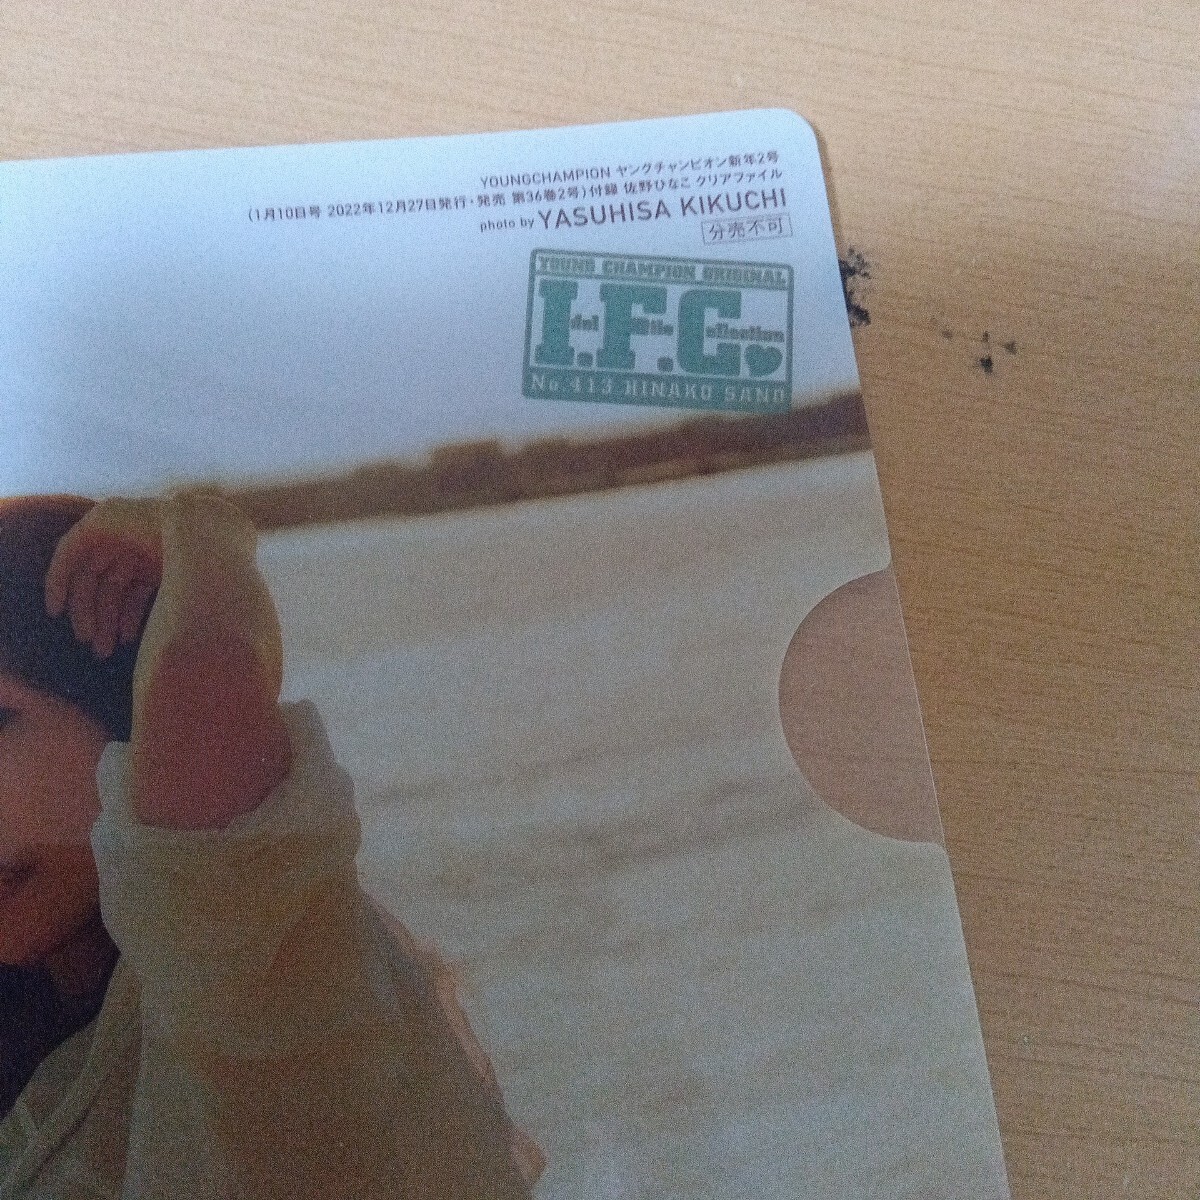 YOUNGCHAMPION ヤングチャンピオン新年2号
(1月10日号 2022年12月27日発行・発売 第36巻2号)付録 佐野ひなこ クリアファイル
photo by YASUHISA KIKUCHI
分売不可
YOUNG CHAMPION ORIGINAL
I.F.C.
Idol File Collection
No.413 HINAKO SANO